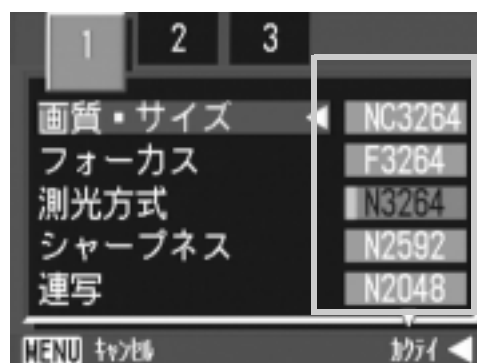 1 2 3
画質・サイズ ◀ NC3264
フォーカス F3264
測光方式 N3264
シャープネス N2592
連写 N2048
MENU ｷｬﾝｾﾙ ｶｸﾃｲ ◀